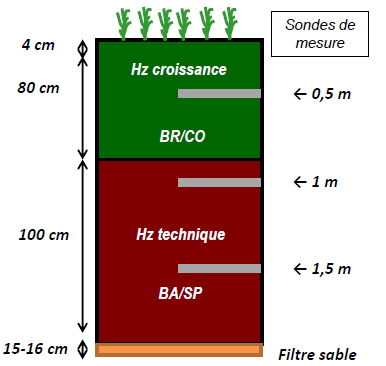 Sondes de
mesure
4 cm
Hz croissance
80 cm
← 0,5 m
BR/CO
← 1 m
100 cm
Hz technique
← 1,5 m
BA/SP
15-16 cm
Filtre sable